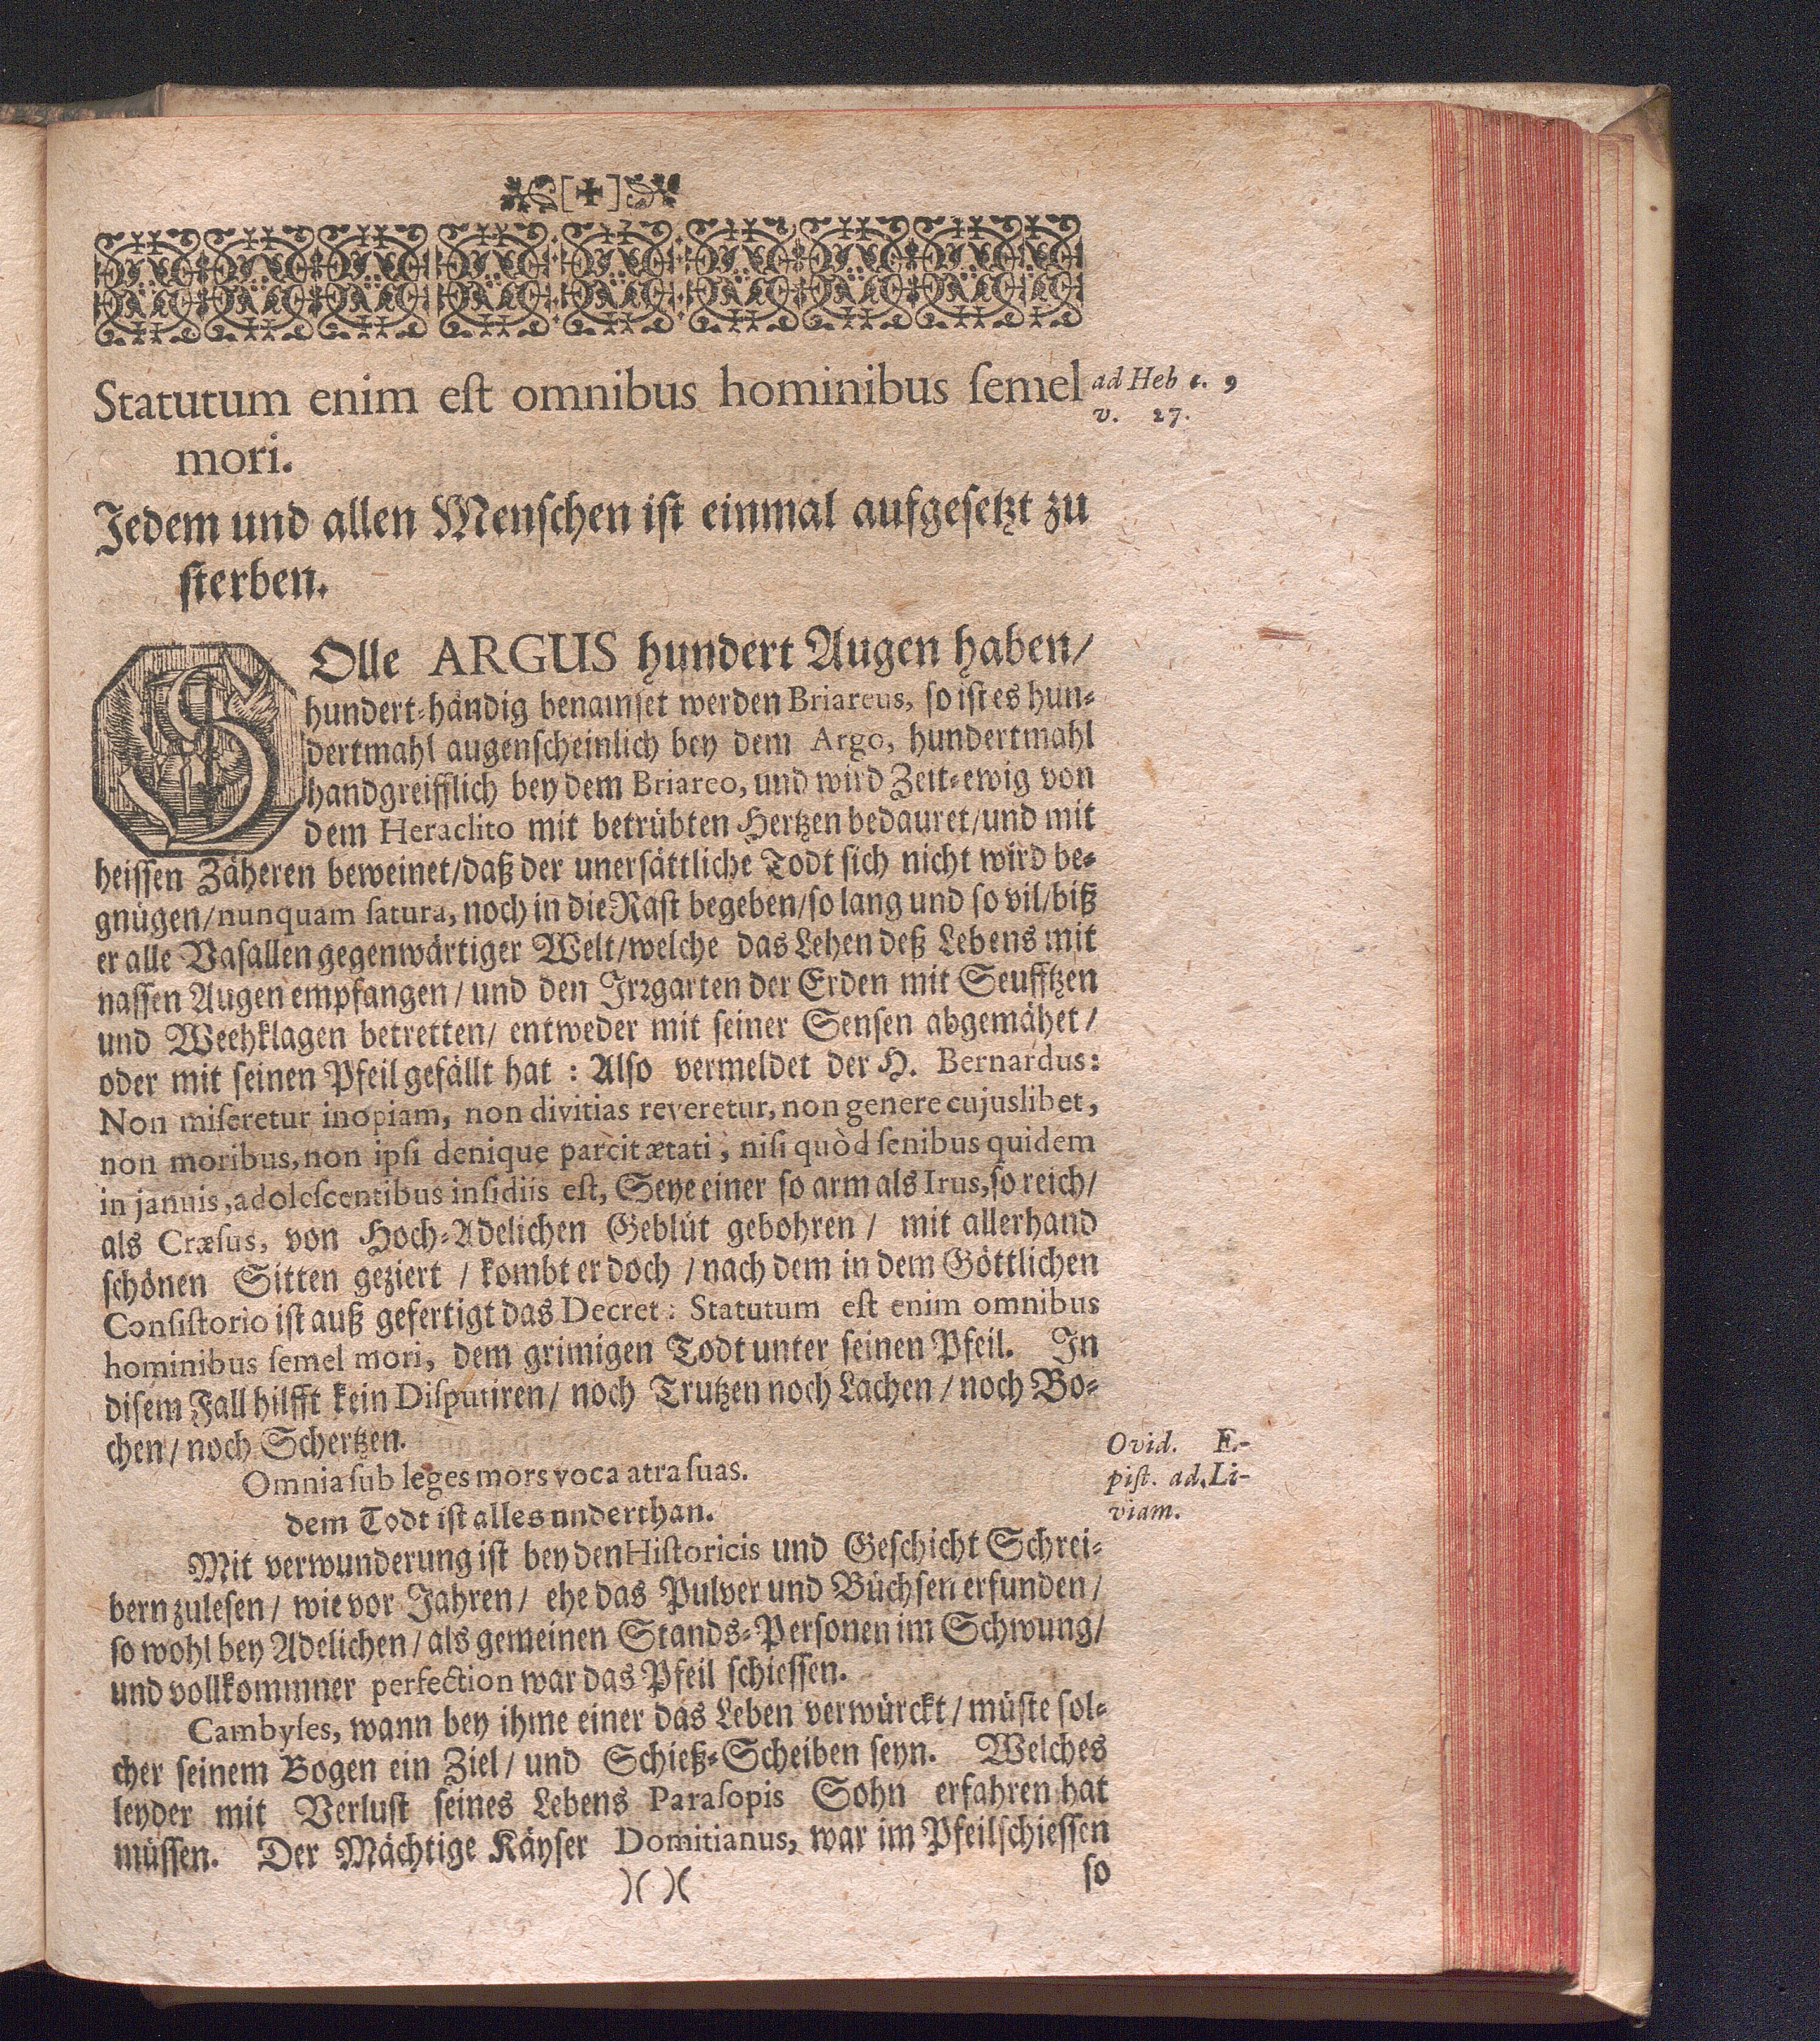 [✠]
Statutum enim eſt omnibus hominibus ſemel
mori.
ad Heb c. 9
v. 27.
Jedem und allen Menſchen iſt einmal aufgeſetzt zu
ſterben.
SOlle ARGUS hundert Augen haben/
hundert-händig benamſet werden Briareus, ſo iſt es hun-
dertmahl augenſcheinlich bey dem Argo, hundertmahl
handgreifflich bey dem Briareo, und wird Zeit-ewig von
dem Heraclito mit betrübten Hertzen bedauret/und mit
heiſſen Zäheren beweinet/daß der unerſättliche Todt ſich nicht wird be-
gnügen/nunquam ſatura, noch in die Raſt begeben/ſo lang und ſo vil/biß
er alle Vaſallen gegenwärtiger Welt/welche das Lehen deß Lebens mit
naſſen Augen empfangen/ und den Irꝛgarten der Erden mit Seufftzen
und Weehklagen betretten/ entweder mit ſeiner Senſen abgemähet/
oder mit ſeinen Pfeil gefällt hat : Alſo vermeldet der H. Bernardus:
Non miſeretur inopiam, non divitias reveretur, non genere cujuslibet,
non moribus, non ipſi denique parcit ætati, niſi quòd ſenibus quidem
in januis, adoleſcentibus inſidiis eſt, Seye einer ſo arm als Irus, ſo reich/
als Cræſus, von Hoch-Adelichen Geblüt gebohren/ mit allerhand
ſchönen Sitten geziert / kombt er doch / nach dem in dem Göttlichen
Conſiſtorio iſt auß gefertigt das Decret: Statutum eſt enim omnibus
hominibus ſemel mori, dem grimigen Todt unter ſeinen Pfeil. In
diſem Fall hilfft kein Diſputiren/ noch Trutzen noch Lachen / noch Bo-
chen/ noch Schertzen.
Omnia ſub leges mors voca atra ſuas.
Ovid. E-
piſt. ad Li-
viam.
dem Todt iſt alles nnderthan.
Mit verwunderung iſt bey den Hiſtoricis und Geſchicht Schrei-
bern zuleſen/ wie vor Jahren/ ehe das Pulver und Büchſen erfunden/
ſo wohl bey Adelichen/ als gemeinen Stands-Perſonen im Schwung/
und vollkommner perfection war das Pfeil ſchieſſen.
Cambyſes, wann bey ihme einer das Leben verwürckt/ müſte ſol-
cher ſeinem Bogen ein Ziel/ und Schieß-Scheiben ſeyn. Welches
leyder mit Verluſt ſeines Lebens Paraſopis Sohn erfahren hat
müſſen. Der Mächtige Käyſer Domitianus, war im Pfeilſchieſſen
)( )(
ſo